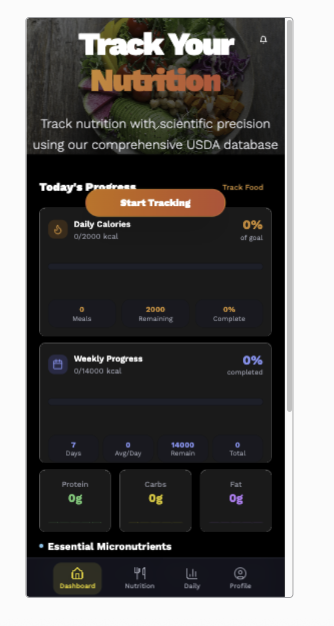 Track Your
Nutrition
Track nutrition with scientific precision
using our comprehensive USDA database
Today's Progress
Track Food
Start Tracking
Daily Calories
0/2000 kcal
0%
of goal
0
Meals
2000
Remaining
0%
Complete
Weekly Progress
0/14000 kcal
0%
completed
7
Days
0
Avg/Day
14000
Remain
0
Total
Protein
0g
Carbs
0g
Fat
0g
Essential Micronutrients
Dashboard
Nutrition
Daily
Profile